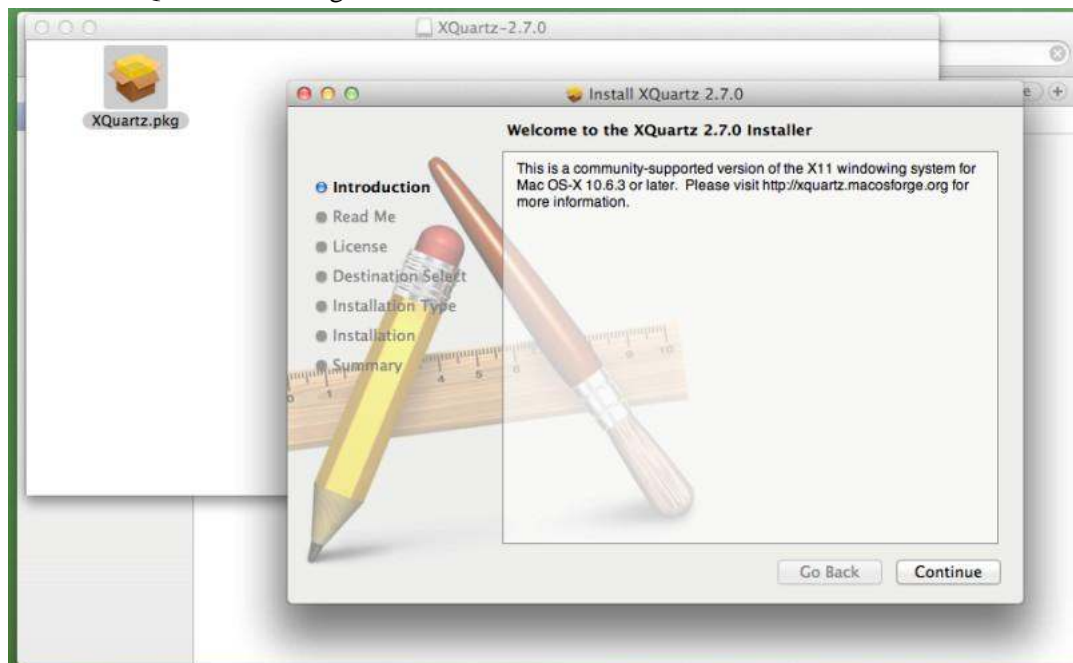 XQuartz-2.7.0
XQuartz.pkg
Install XQuartz 2.7.0
Welcome to the XQuartz 2.7.0 Installer
This is a community-supported version of the X11 windowing system for
Mac OS-X 10.6.3 or later. Please visit http://xquartz.macosforge.org for
more information.
Introduction
Read Me
License
Destination Select
Installation Type
Installation
Summary
Go Back
Continue